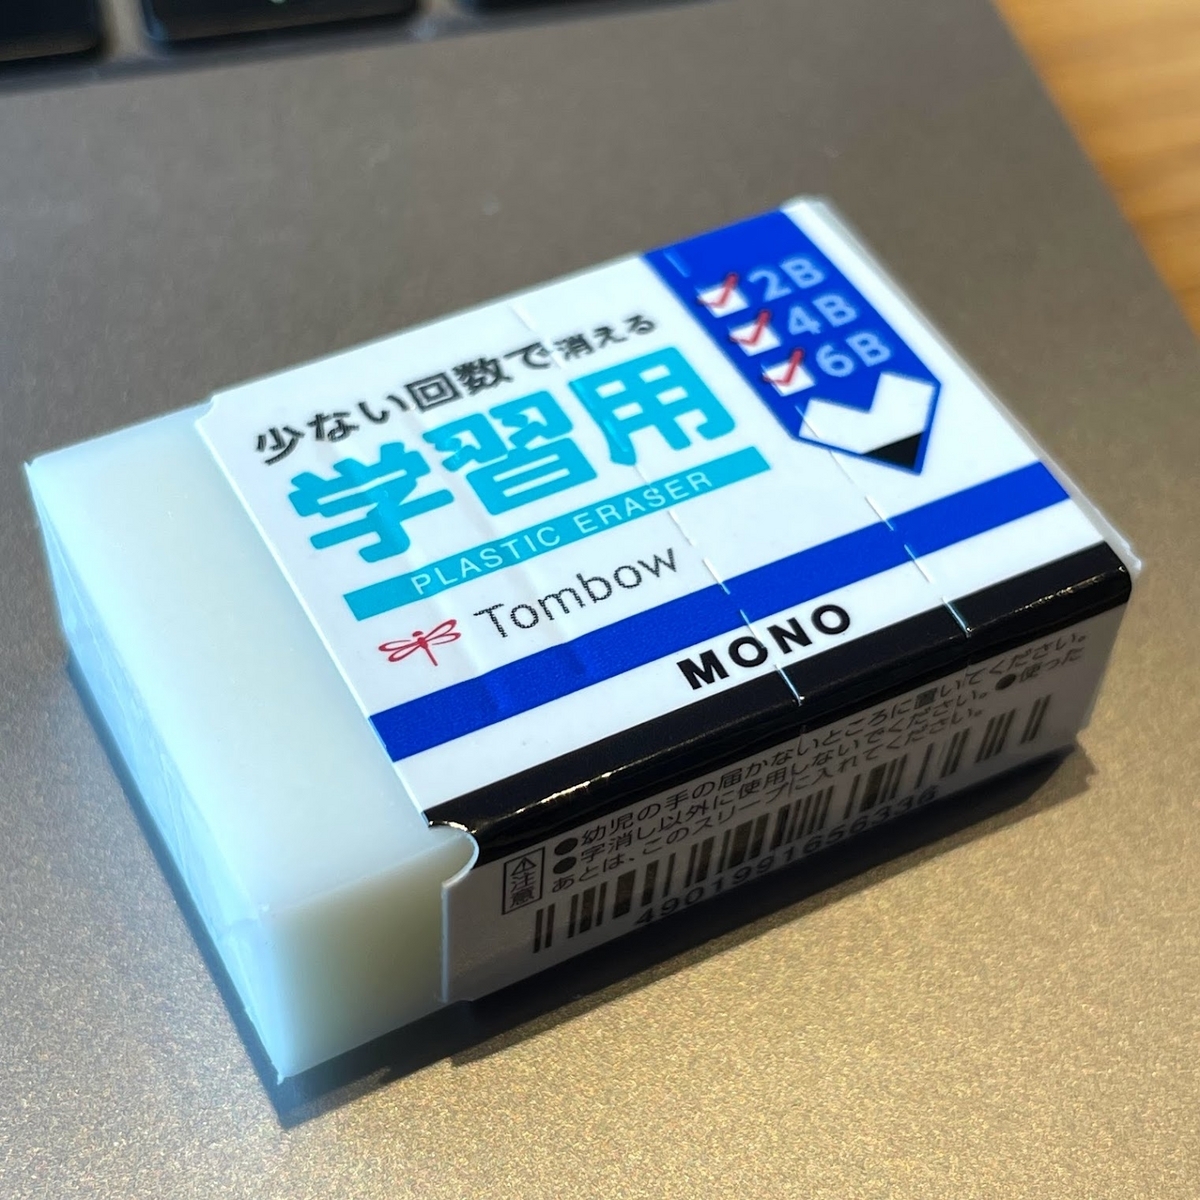 少ない回数で消える
学習用
PLASTIC ERASER
Tombow
MONO
2B
4B
6B
⚠注意
●幼児の手の届かないところに置いてください。
●字消し以外に使用しないでください。●使った
あとは、このスリーブに入れてください。
4901991656336